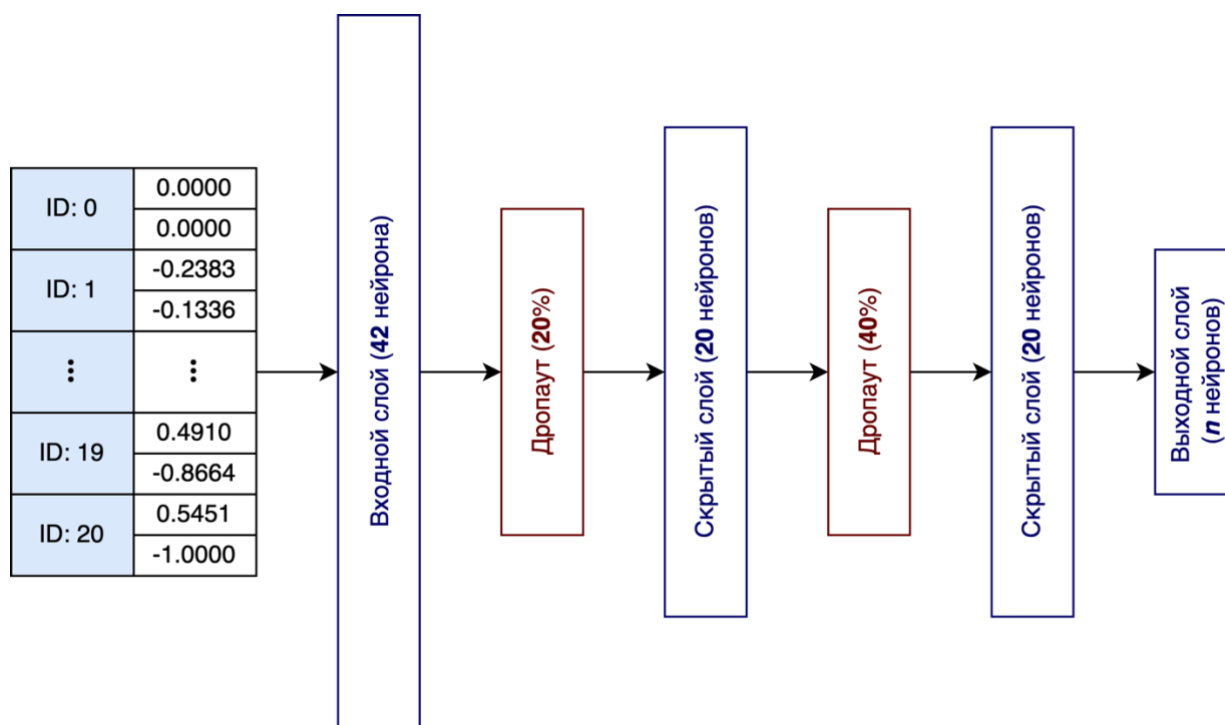 ID: 0
0.0000
0.0000
ID: 1
-0.2383
-0.1336
⋮
⋮
ID: 19
0.4910
-0.8664
ID: 20
0.5451
-1.0000
Входной слой (42 нейрона)
Дропаут (20%)
Скрытый слой (20 нейронов)
Дропаут (40%)
Скрытый слой (20 нейронов)
Выходной слой
(n нейронов)